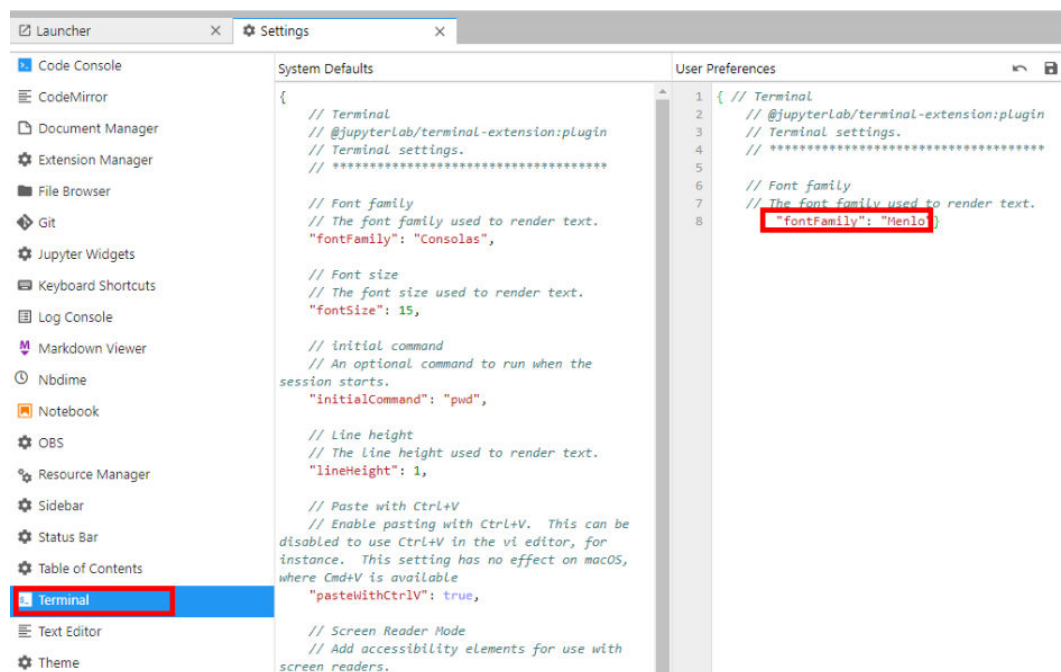 Launcher
Settings
Code Console
CodeMirror
Document Manager
Extension Manager
File Browser
Git
Jupyter Widgets
Keyboard Shortcuts
Log Console
Markdown Viewer
Nbdime
Notebook
OBS
Resource Manager
Sidebar
Status Bar
Table of Contents
Terminal
Text Editor
Theme
System Defaults
{
// Terminal
// @jupyterlab/terminal-extension:plugin
// Terminal settings.
// *************************************
// Font family
// The font family used to render text.
"fontFamily": "Consolas",
// Font size
// The font size used to render text.
"fontSize": 15,
// initial command
// An optional command to run when the
session starts.
"initialCommand": "pwd",
// Line height
// The line height used to render text.
"lineHeight": 1,
// Paste with Ctrl+V
// Enable pasting with Ctrl+V.  This can be
disabled to use Ctrl+V in the vi editor, for
instance.  This setting has no effect on macOS,
where Cmd+V is available
"pasteWithCtrlV": true,
// Screen Reader Mode
// Add accessibility elements for use with
screen readers.
User Preferences
1 { // Terminal
2 // @jupyterlab/terminal-extension:plugin
3 // Terminal settings.
4 // *************************************
5
6 // Font family
7 // The font family used to render text.
8 "fontFamily": "Menlo"}